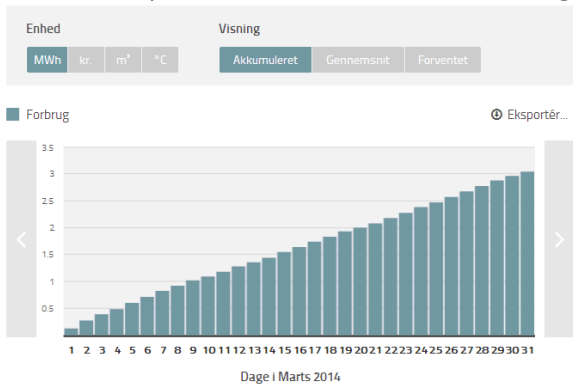 Enhed Visning
MWh kr. m³ °C Akkumuleret Gennemsnit Forventet
Forbrug Eksportér...
3.5
3
2.5
2
1.5
1
0.5
1 2 3 4 5 6 7 8 9 10 11 12 13 14 15 16 17 18 19 20 21 22 23 24 25 26 27 28 29 30 31
Dage i Marts 2014